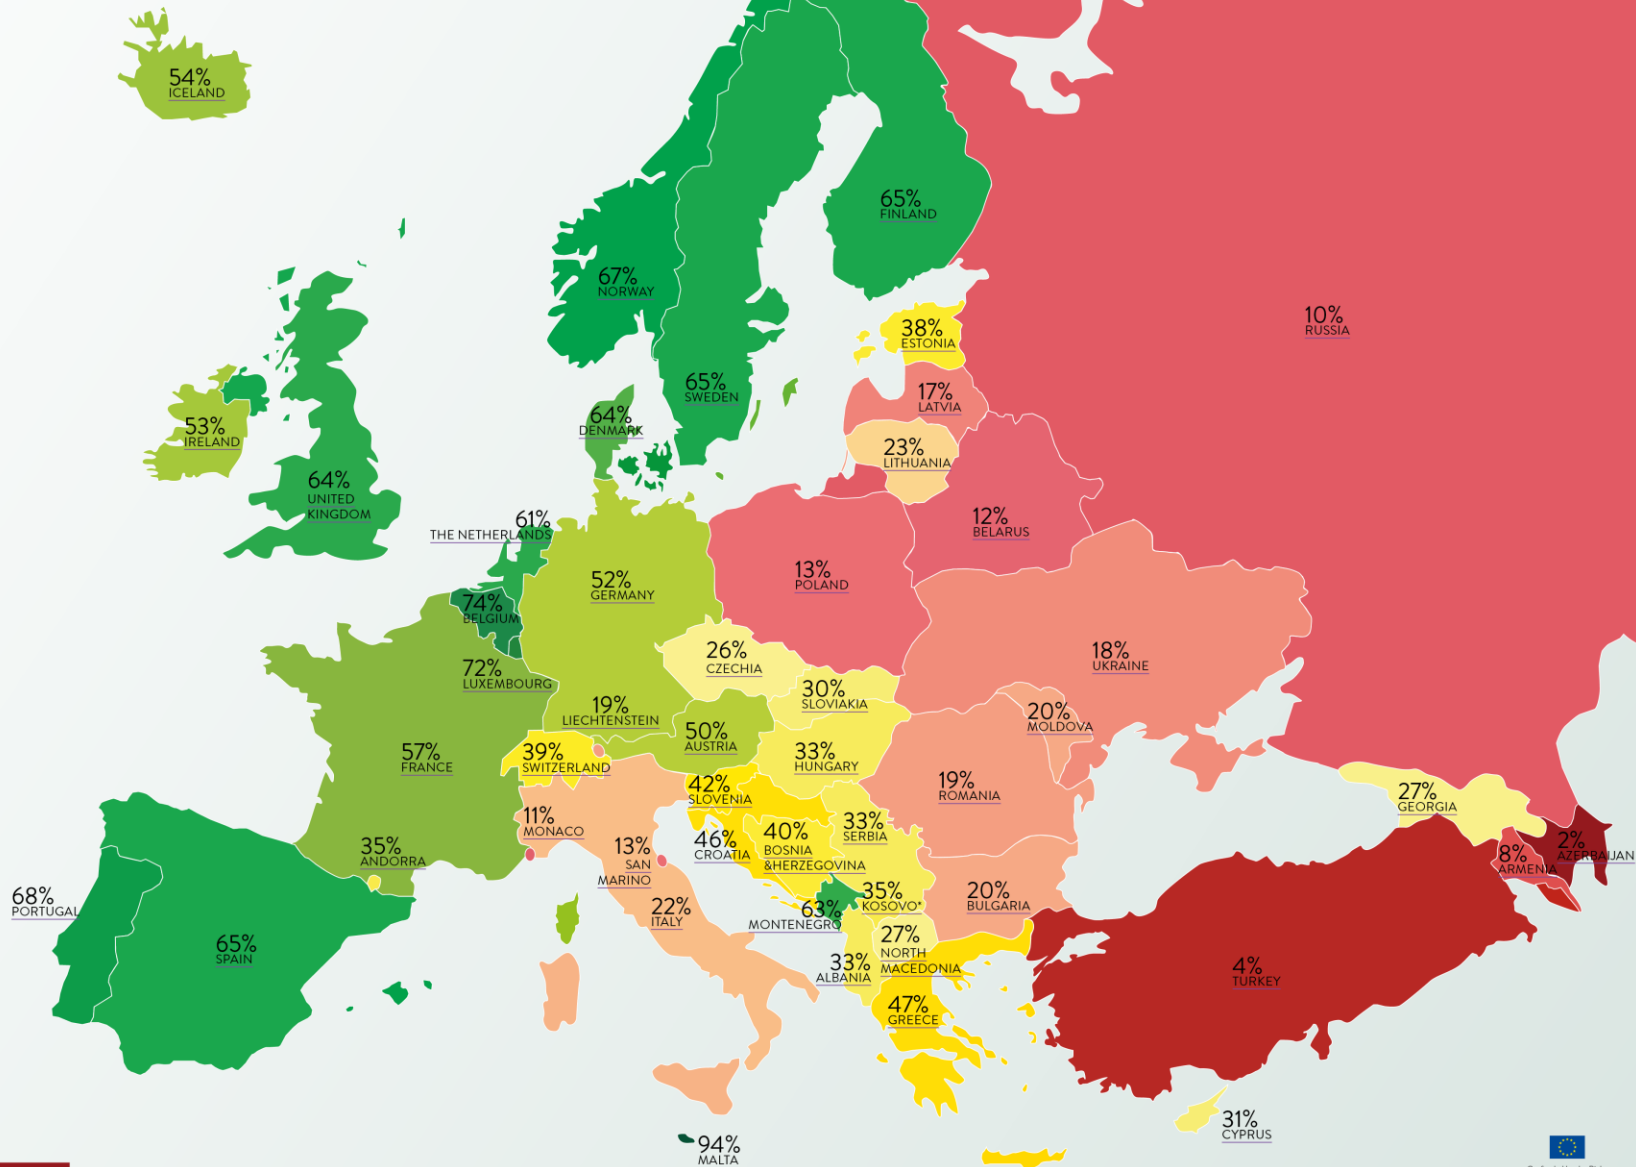 54%
ICELAND
65%
FINLAND
67%
NORWAY
10%
RUSSIA
38%
ESTONIA
65%
SWEDEN
17%
LATVIA
64%
DENMARK
53%
IRELAND
23%
LITHUANIA
64%
UNITED
KINGDOM
61%
THE NETHERLANDS
12%
BELARUS
52%
GERMANY
13%
POLAND
74%
BELGIUM
26%
CZECHIA
18%
UKRAINE
72%
LUXEMBOURG
30%
SLOVIAKIA
19%
LIECHTENSTEIN
20%
MOLDOVA
50%
AUSTRIA
57%
FRANCE
39%
SWITZERLAND
33%
HUNGARY
42%
SLOVENIA
19%
ROMANIA
27%
GEORGIA
11%
MONACO
33%
SERBIA
40%
BOSNIA
&HERZEGOVINA
46%
CROATIA
2%
AZERBAIJAN
8%
ARMENIA
35%
ANDORRA
13%
SAN
MARINO
68%
PORTUGAL
22%
ITALY
35%
KOSOVO*
20%
BULGARIA
63%
MONTENEGRO
65%
SPAIN
27%
NORTH
MACEDONIA
33%
ALBANIA
4%
TURKEY
47%
GREECE
31%
CYPRUS
94%
MALTA